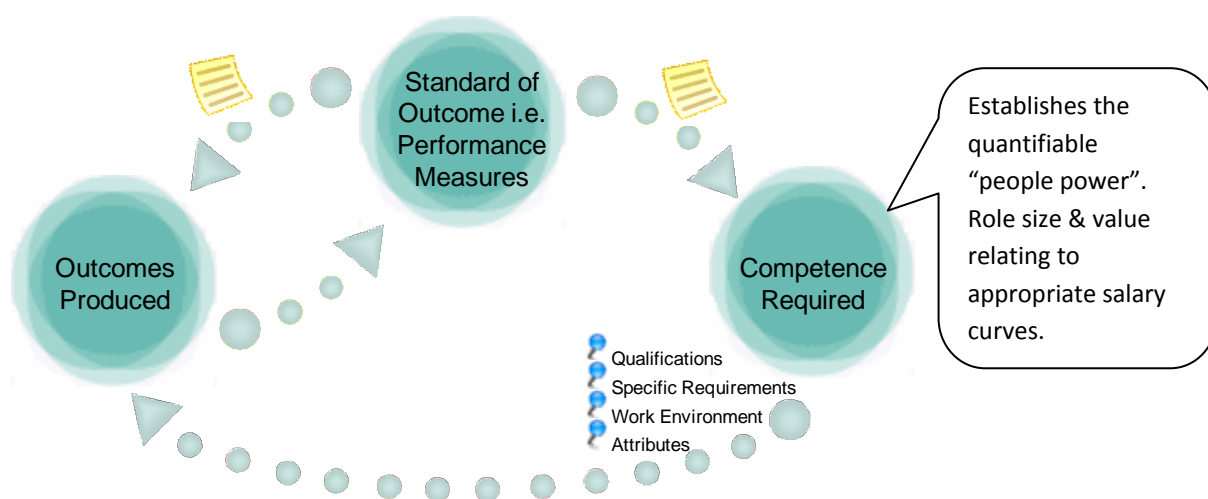 Standard of
Outcome i.e.
Performance
Measures
Outcomes
Produced
Competence
Required
Establishes the
quantifiable
“people power”.
Role size & value
relating to
appropriate salary
curves.
Qualifications
Specific Requirements
Work Environment
Attributes